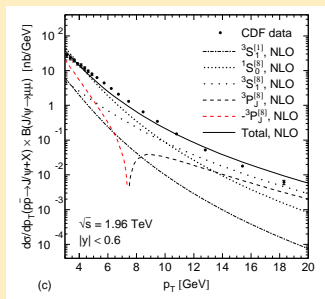 dσ/dp_T(pp̄→J/ψ+X) × B(J/ψ→μμ) [nb/GeV]
10²
10
1
10⁻¹
10⁻²
10⁻³
10⁻⁴
CDF data
³S₁[1], NLO
¹S₀[8], NLO
³S₁[8], NLO
³P_J[8], NLO
-³P_J[8], NLO
Total, NLO
√s = 1.96 TeV
|y| < 0.6
(c)
4 6 8 10 12 14 16 18 20
p_T [GeV]